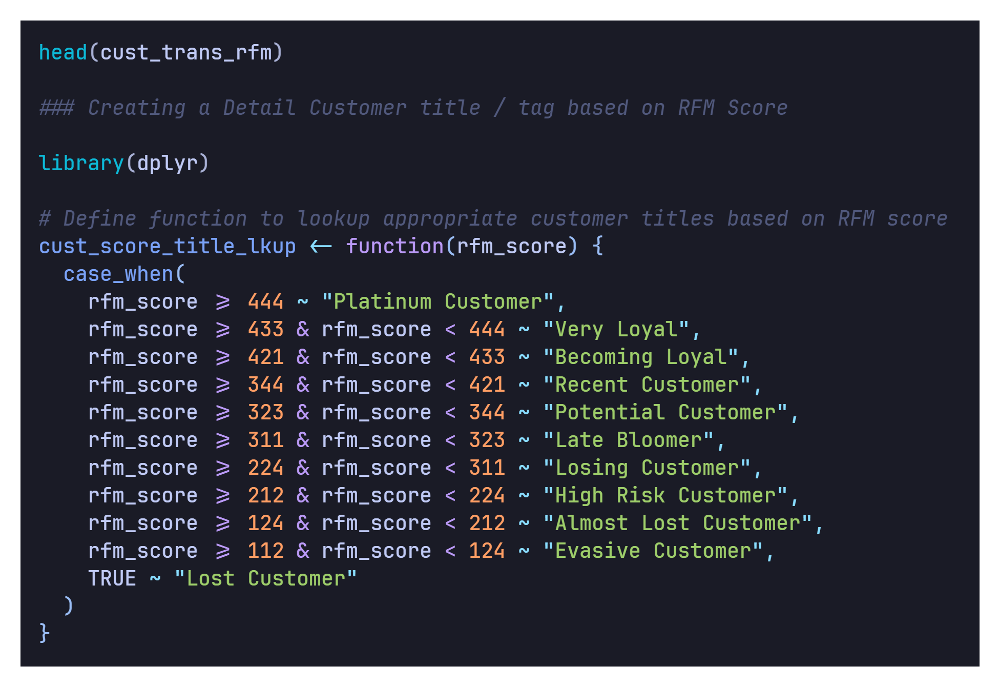 head(cust_trans_rfm)
### Creating a Detail Customer title / tag based on RFM Score
library(dplyr)
# Define function to lookup appropriate customer titles based on RFM score
cust_score_title_lkup <- function(rfm_score) {
  case_when(
    rfm_score >= 444 ~ "Platinum Customer",
    rfm_score >= 433 & rfm_score < 444 ~ "Very Loyal",
    rfm_score >= 421 & rfm_score < 433 ~ "Becoming Loyal",
    rfm_score >= 344 & rfm_score < 421 ~ "Recent Customer",
    rfm_score >= 323 & rfm_score < 344 ~ "Potential Customer",
    rfm_score >= 311 & rfm_score < 323 ~ "Late Bloomer",
    rfm_score >= 224 & rfm_score < 311 ~ "Losing Customer",
    rfm_score >= 212 & rfm_score < 224 ~ "High Risk Customer",
    rfm_score >= 124 & rfm_score < 212 ~ "Almost Lost Customer",
    rfm_score >= 112 & rfm_score < 124 ~ "Evasive Customer",
    TRUE ~ "Lost Customer"
  )
}